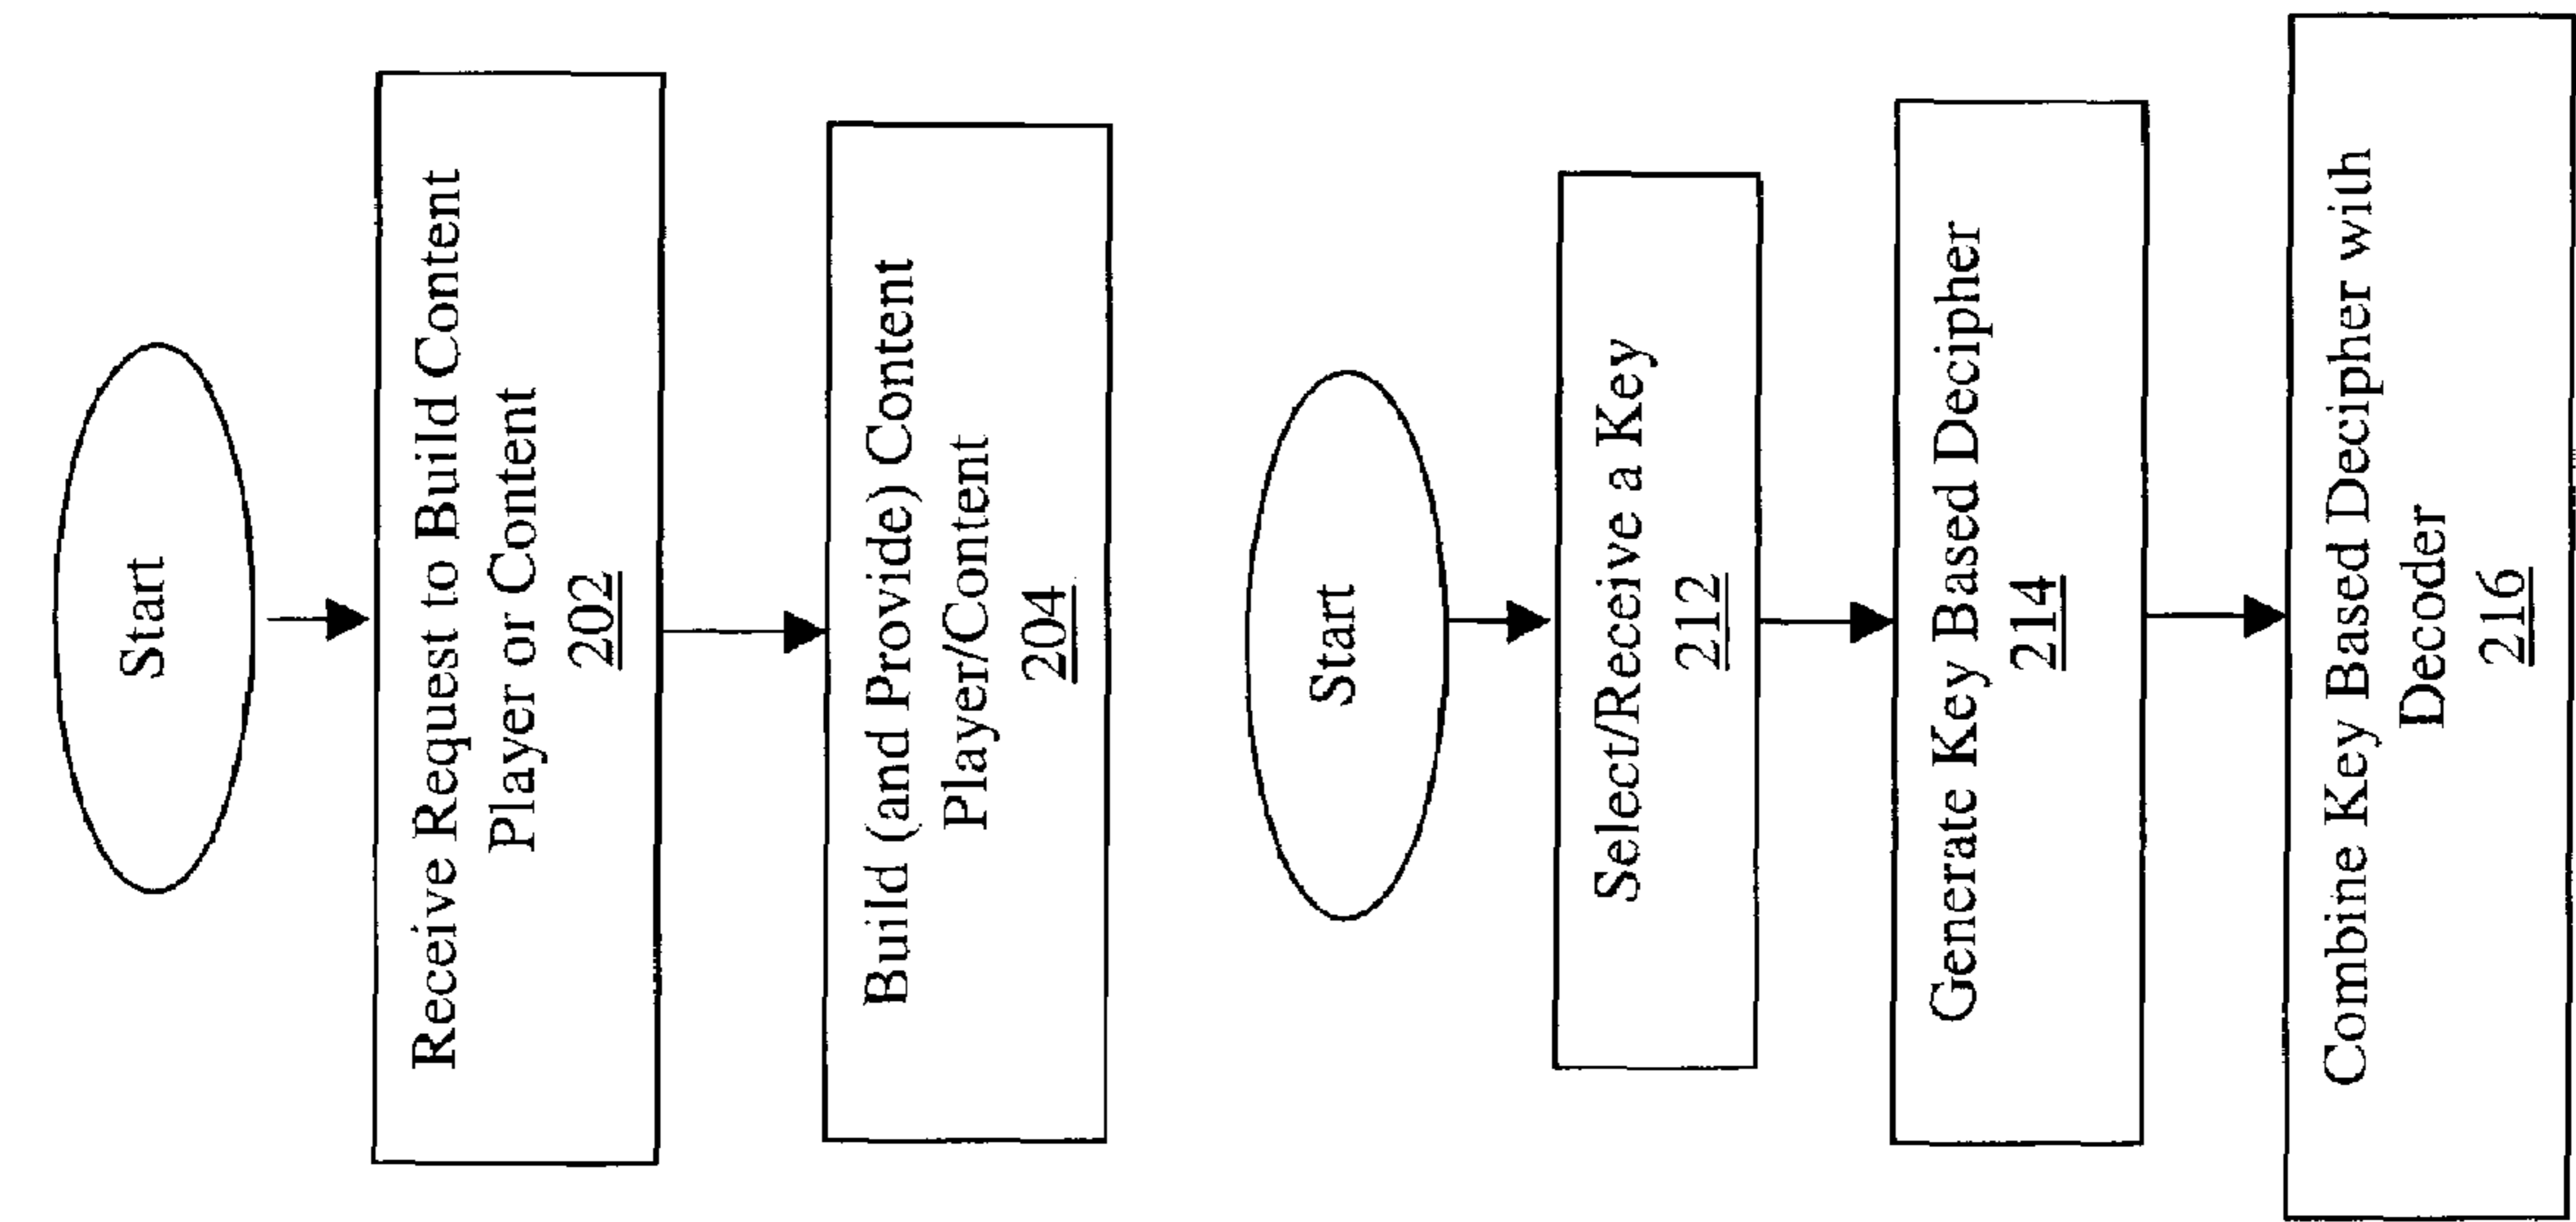 Start
Receive Request to Build Content
Player or Content
202
Build (and Provide) Content
Player/Content
204
Start
Select/Receive a Key
212
Generate Key Based Decipher
214
Combine Key Based Decipher with
Decoder
216